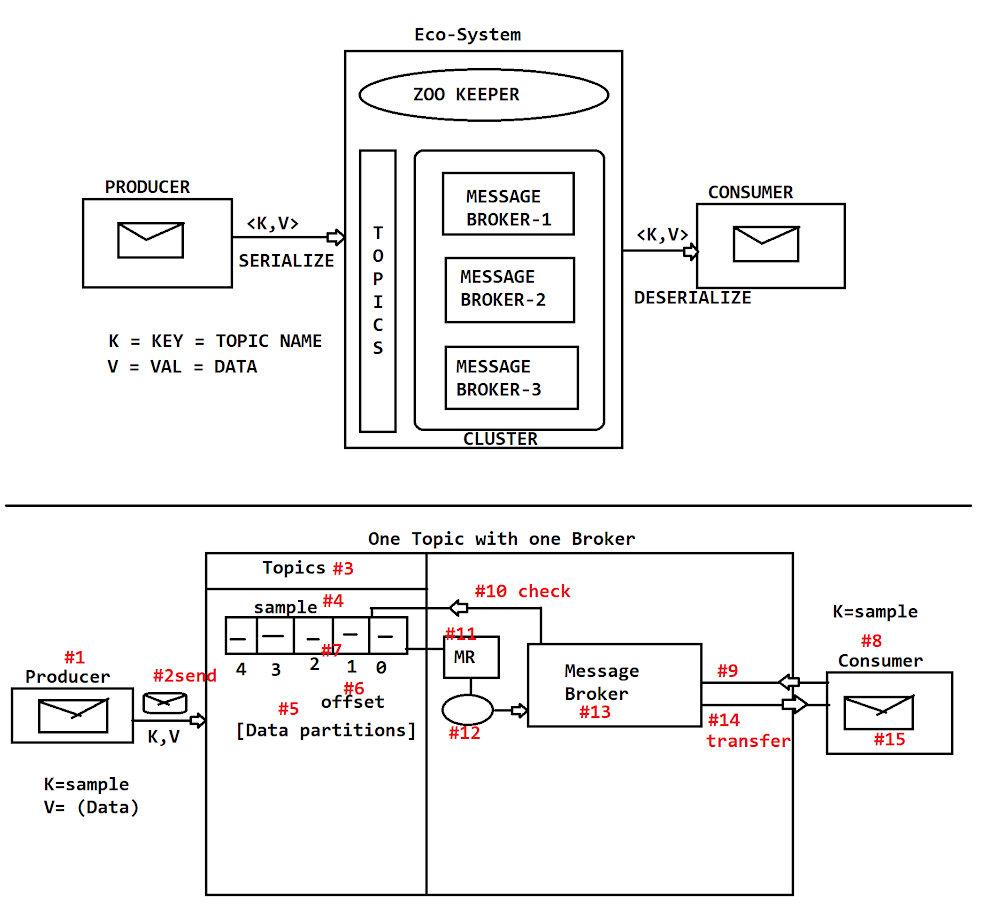 Eco-System
ZOO KEEPER
PRODUCER
<K,V>
SERIALIZE
K = KEY = TOPIC NAME
V = VAL = DATA
T
O
P
I
C
S
MESSAGE
BROKER-1
MESSAGE
BROKER-2
MESSAGE
BROKER-3
CLUSTER
CONSUMER
<K,V>
DESERIALIZE
One Topic with one Broker
Topics #3
sample #4
#7
4 3 2 1 0
#6
offset
#5
[Data partitions]
#1
Producer
#2send
K,V
K=sample
V= (Data)
#10 check
#11
MR
#12
Message
Broker
#13
#9
#14
transfer
K=sample
#8
Consumer
#15